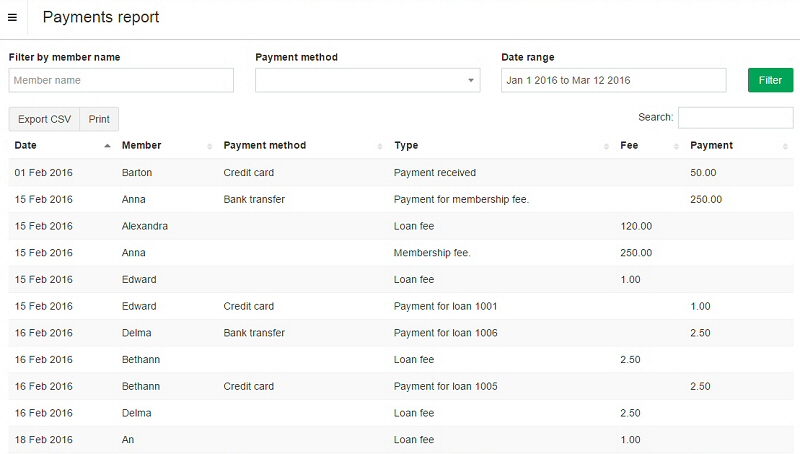 Payments report
Filter by member name Payment method Date range
Member name Jan 1 2016 to Mar 12 2016 Filter
Export CSV Print Search:
Date Member Payment method Type Fee Payment
01 Feb 2016 Barton Credit card Payment received 50.00
15 Feb 2016 Anna Bank transfer Payment for membership fee. 250.00
15 Feb 2016 Alexandra Loan fee 120.00
15 Feb 2016 Anna Membership fee. 250.00
15 Feb 2016 Edward Loan fee 1.00
15 Feb 2016 Edward Credit card Payment for loan 1001 1.00
16 Feb 2016 Delma Bank transfer Payment for loan 1006 2.50
16 Feb 2016 Bethann Loan fee 2.50
16 Feb 2016 Bethann Credit card Payment for loan 1005 2.50
16 Feb 2016 Delma Loan fee 2.50
18 Feb 2016 An Loan fee 1.00